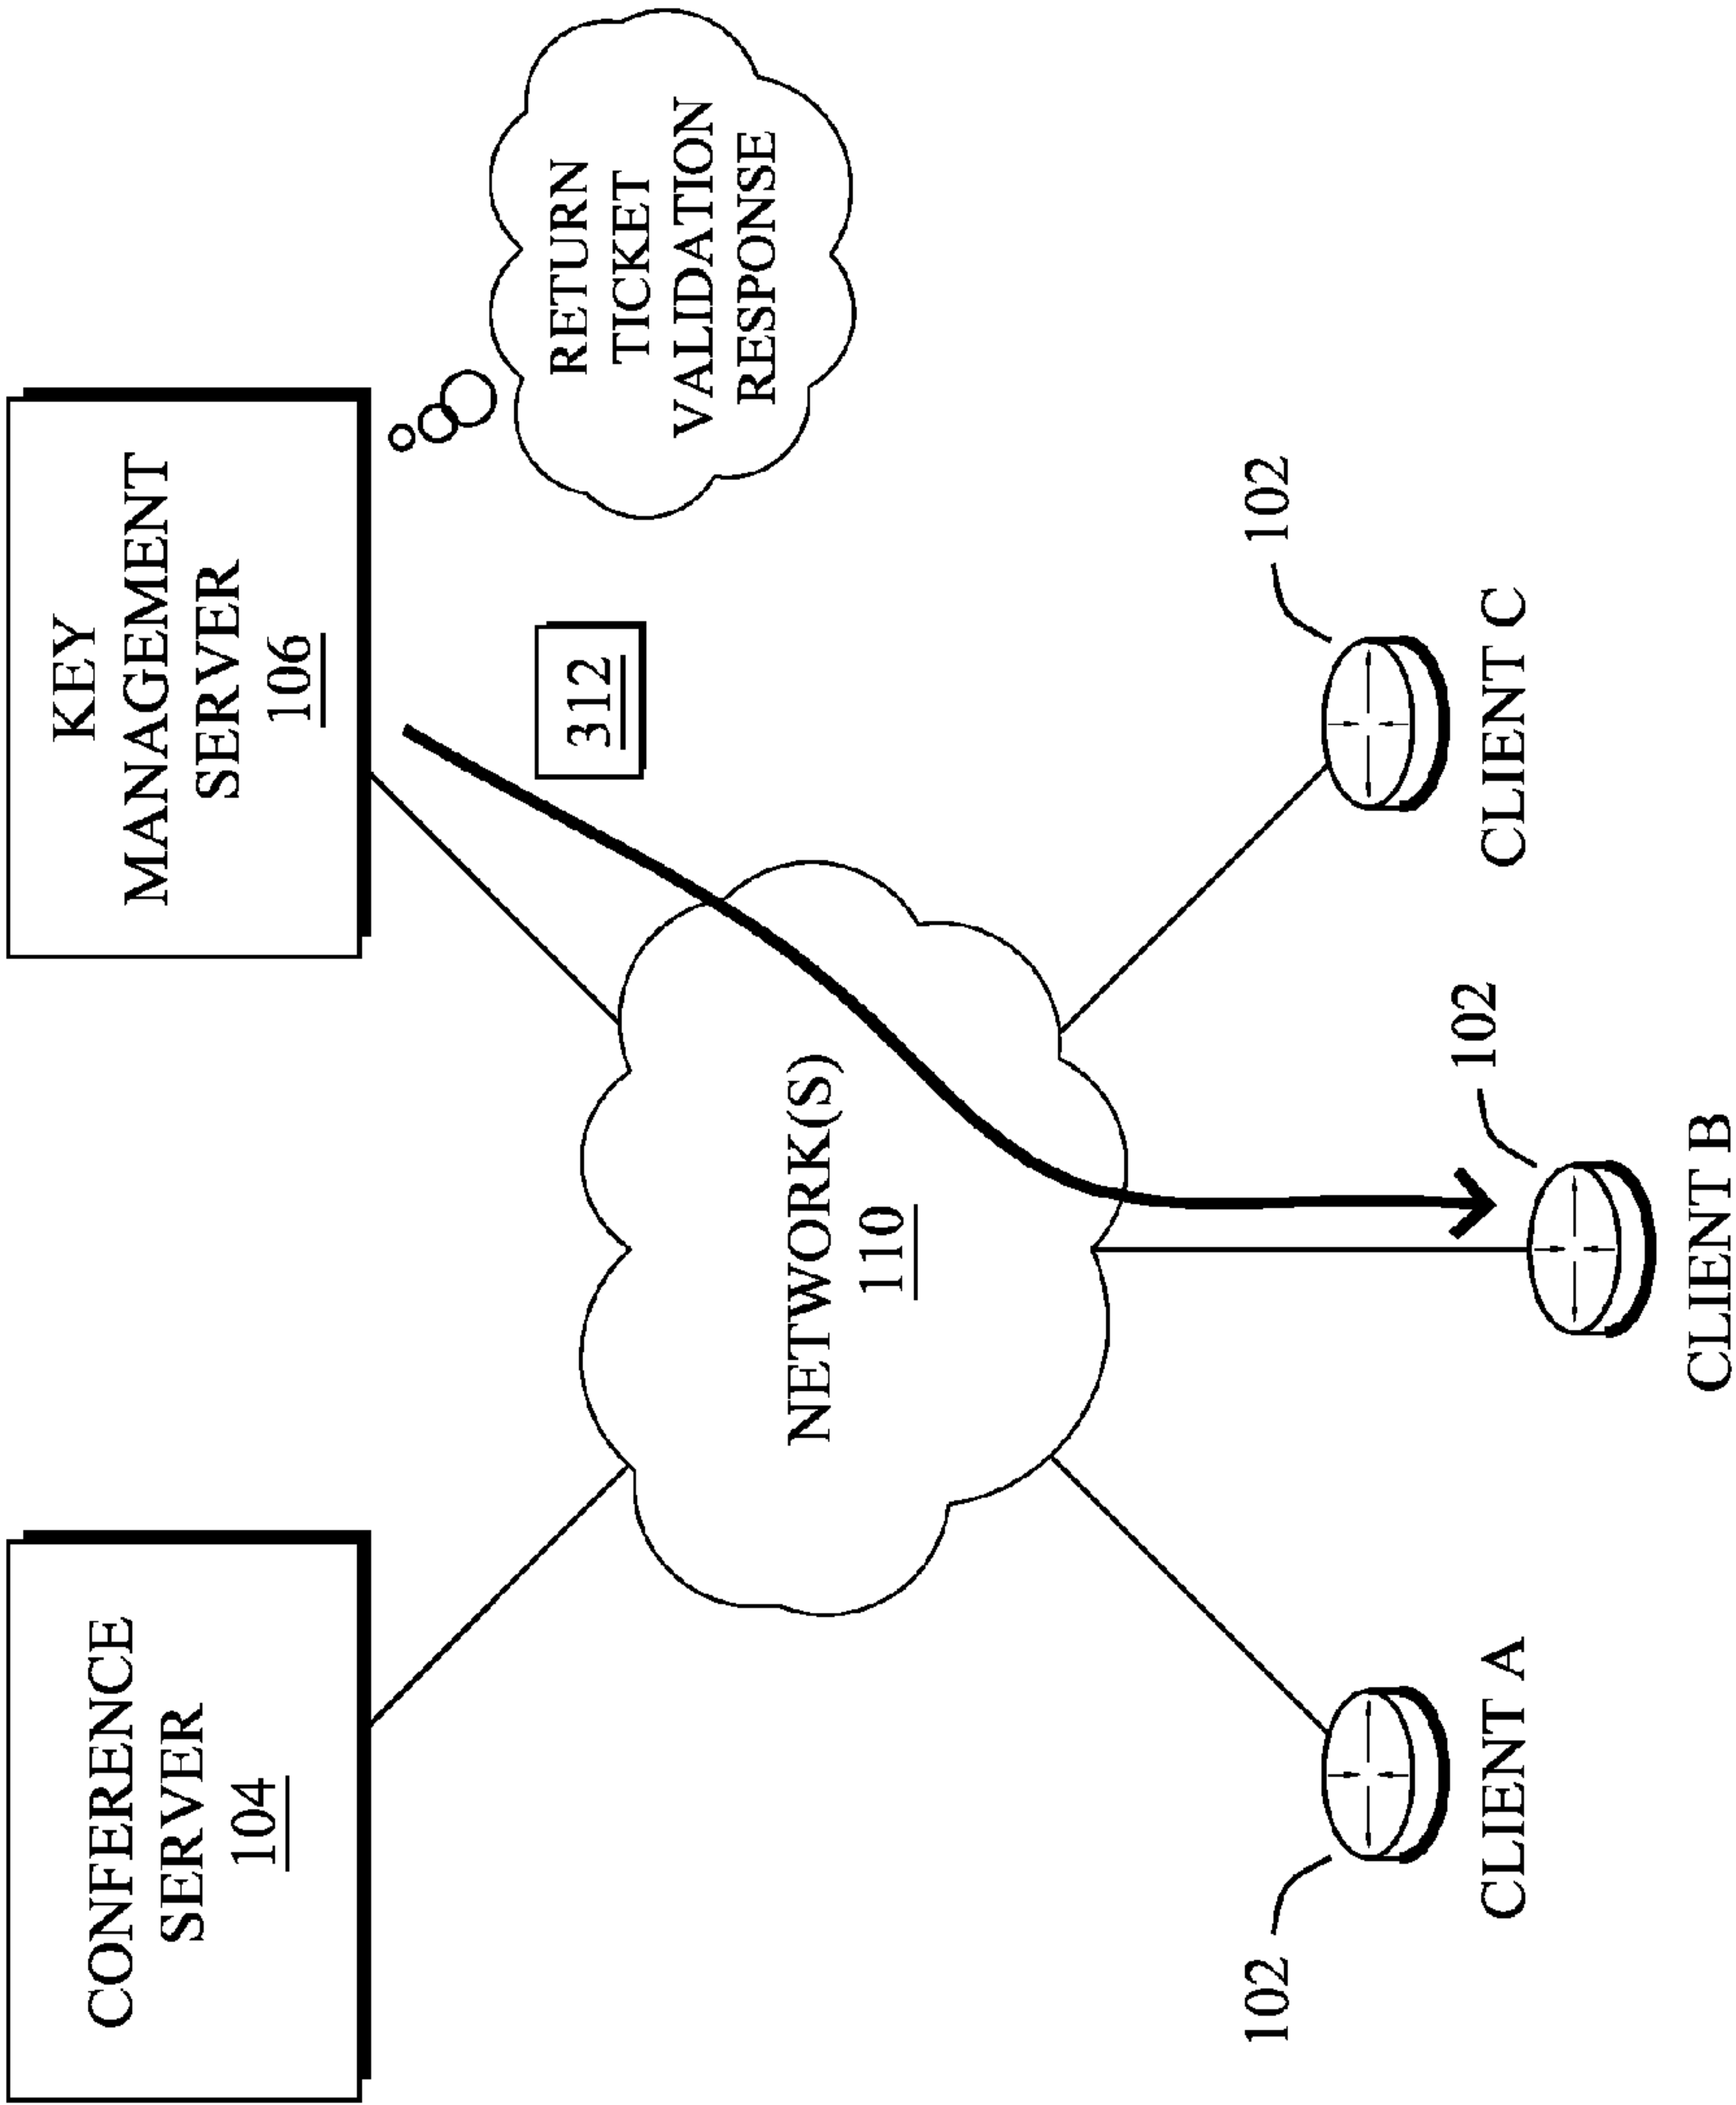 CONFERENCE
SERVER
104
KEY
MANAGEMENT
SERVER
106
RETURN
TICKET
VALIDATION
RESPONSE
312
NETWORK(S)
110
102
CLIENT A
102
CLIENT B
102
CLIENT C